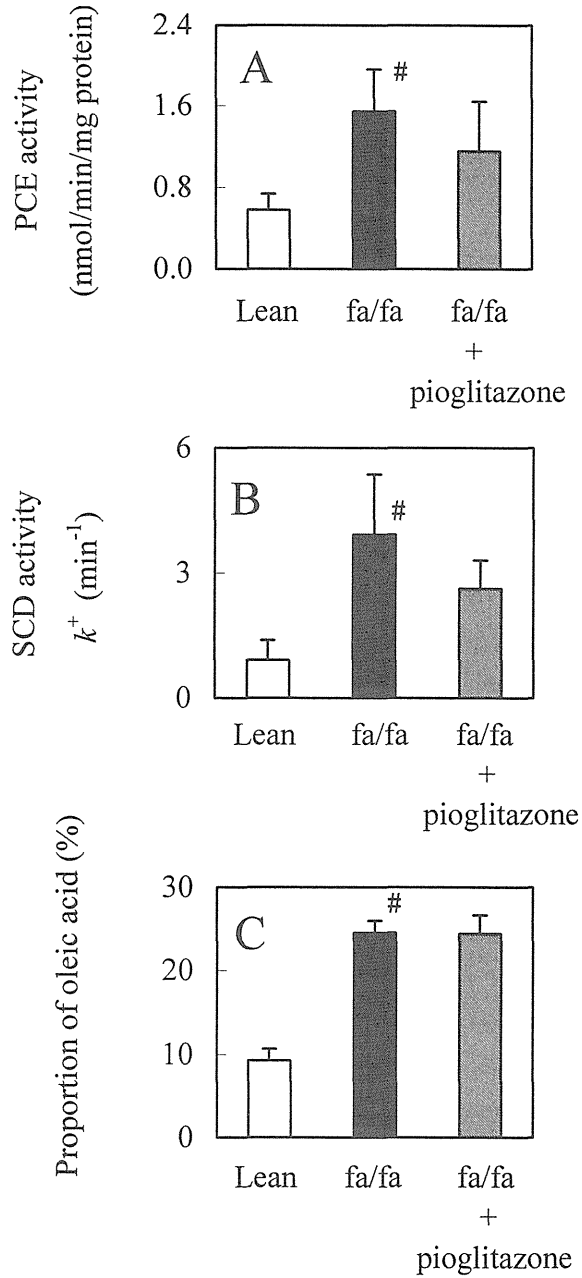 PCE activity
(nmol/min/mg protein)
2.4
1.6
0.8
0.0
A
#
Lean fa/fa fa/fa
+
pioglitazone
SCD activity
k⁺ (min⁻¹)
6
3
0
B
#
Lean fa/fa fa/fa
+
pioglitazone
Proportion of oleic acid (%)
30
20
10
0
C
#
Lean fa/fa fa/fa
+
pioglitazone